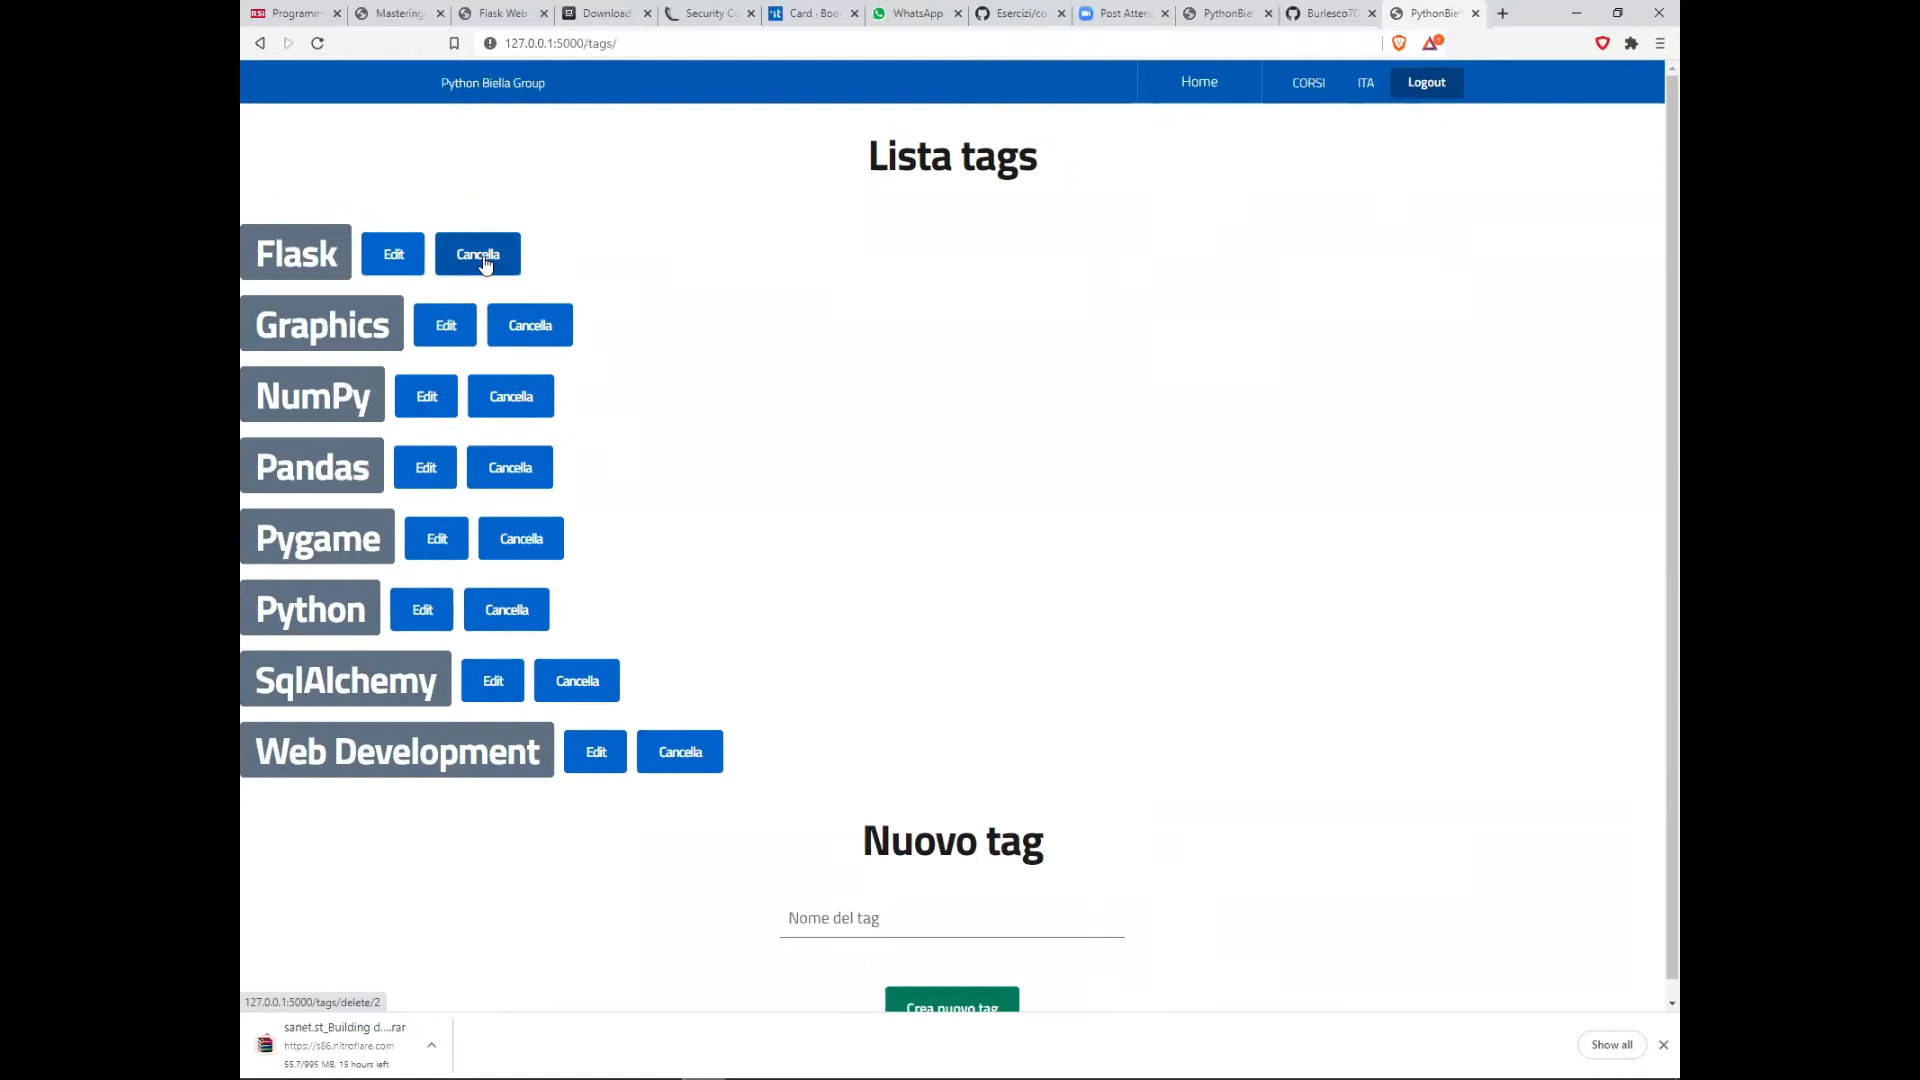 Programm
Mastering
Flask Web
Download
Security Co
Card · Boo
WhatsApp
Esercizi/co
Post Atten
PythonBie
Burlesco70
PythonBie
127.0.0.1:5000/tags/
Python Biella Group
Home
CORSI
ITA
Logout
Lista tags
Flask Edit Cancella
Graphics Edit Cancella
NumPy Edit Cancella
Pandas Edit Cancella
Pygame Edit Cancella
Python Edit Cancella
SqlAlchemy Edit Cancella
Web Development Edit Cancella
Nuovo tag
Nome del tag
Crea nuovo tag
127.0.0.1:5000/tags/delete/2
sanet.st_Building d....rar
https://s86.nitroflare.com
55.7/995 MB, 15 hours left
Show all